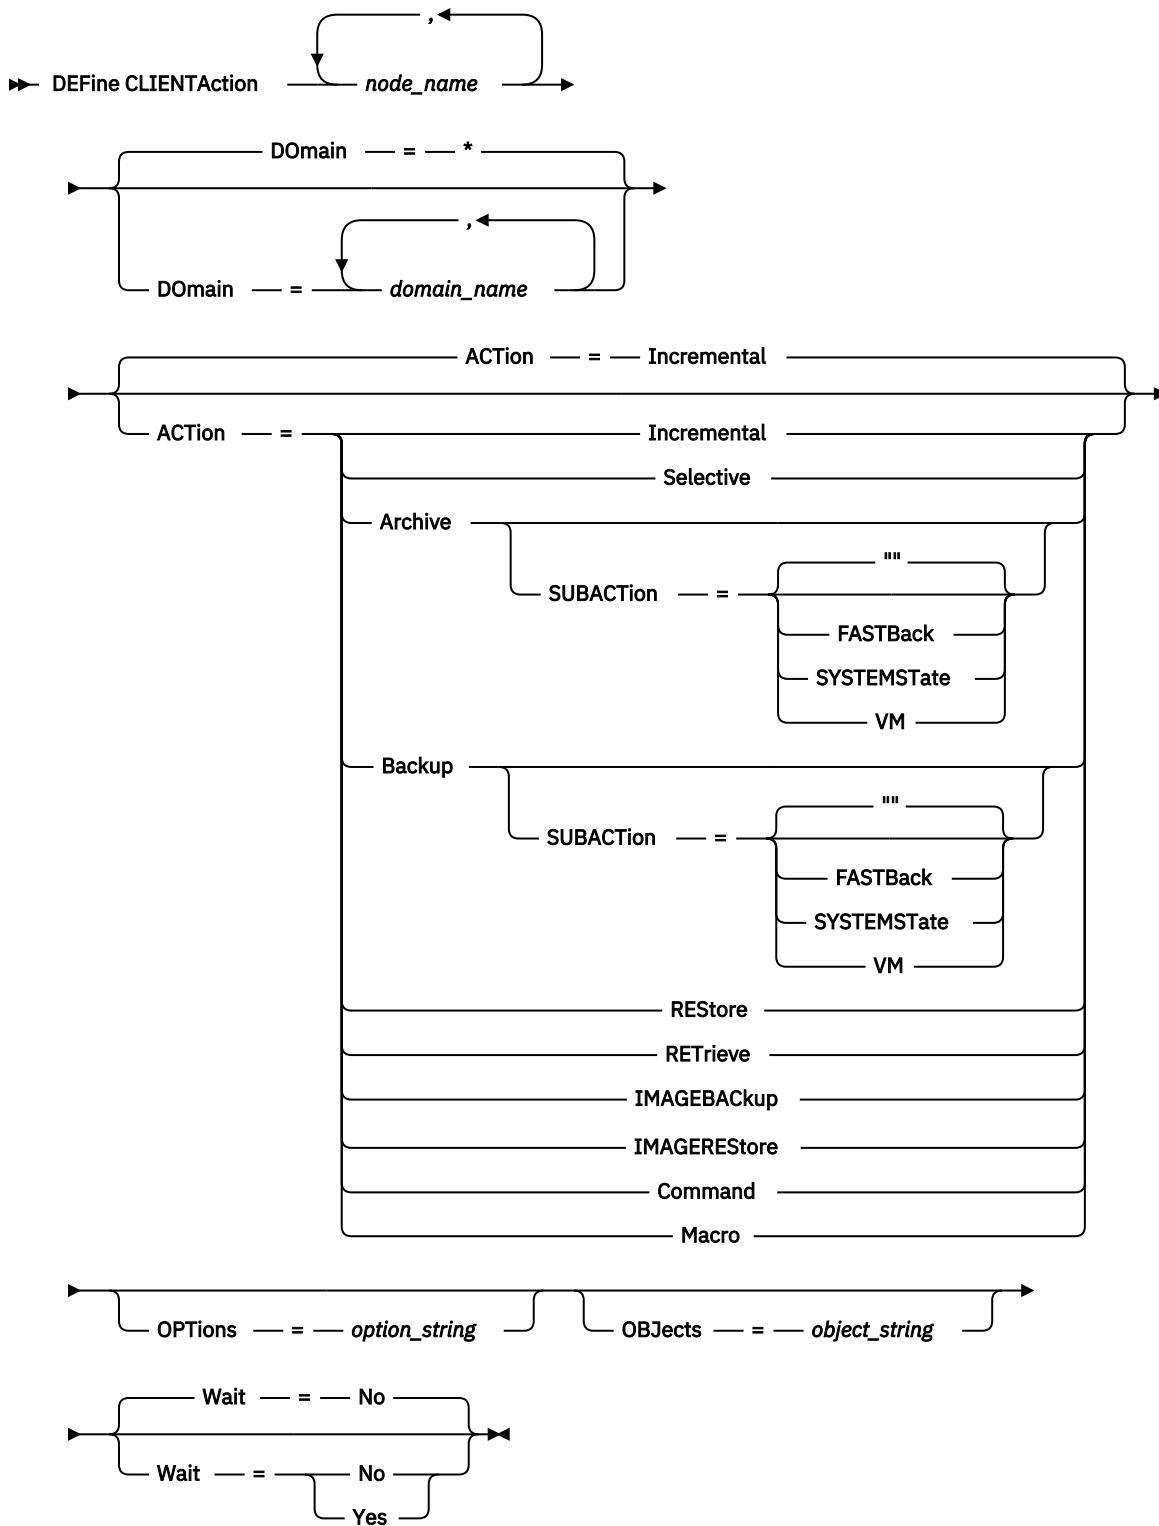 ,
DEFine CLIENTAction node_name
DOmain = *
,
DOmain = domain_name
ACTion = Incremental
ACTion = Incremental
Selective
Archive
""
SUBACTion =
FASTBack
SYSTEMSTate
VM
Backup
""
SUBACTion =
FASTBack
SYSTEMSTate
VM
REStore
RETrieve
IMAGEBACkup
IMAGEREStore
Command
Macro
OPTions = option_string OBJects = object_string
Wait = No
Wait = No
Yes